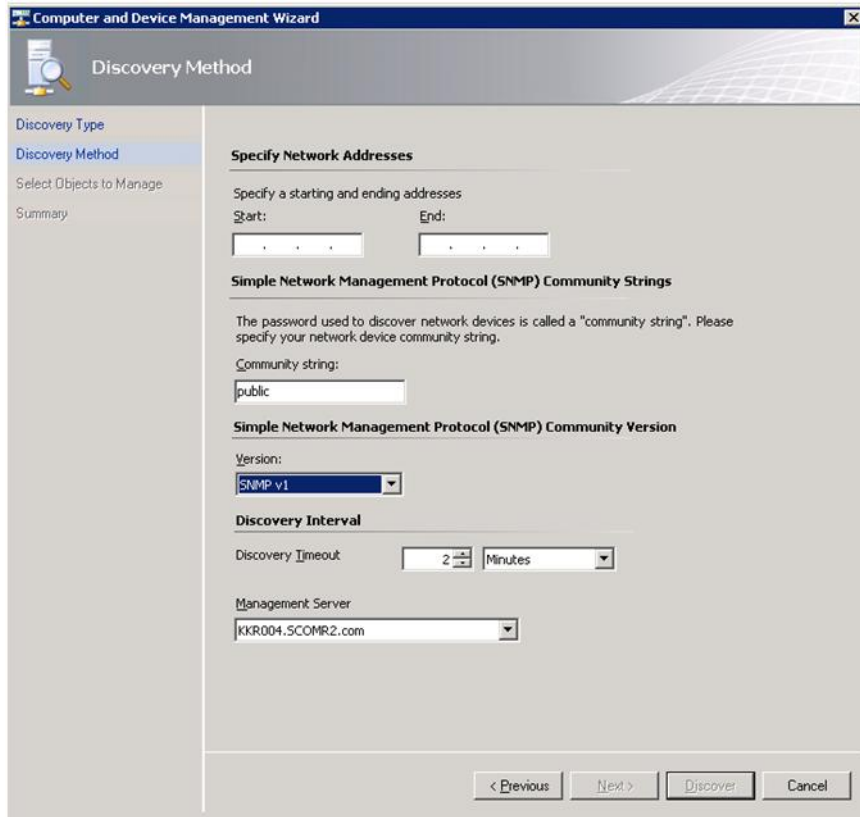 Computer and Device Management Wizard
Discovery Method
Discovery Type
Discovery Method
Select Objects to Manage
Summary
Specify Network Addresses
Specify a starting and ending addresses
Start: End:
. . . . . .
Simple Network Management Protocol (SNMP) Community Strings
The password used to discover network devices is called a "community string". Please
specify your network device community string.
Community string:
public
Simple Network Management Protocol (SNMP) Community Version
Version:
SNMP v1
Discovery Interval
Discovery Timeout 2 Minutes
Management Server
KKR004.SCOMR2.com
< Previous Next > Discover Cancel